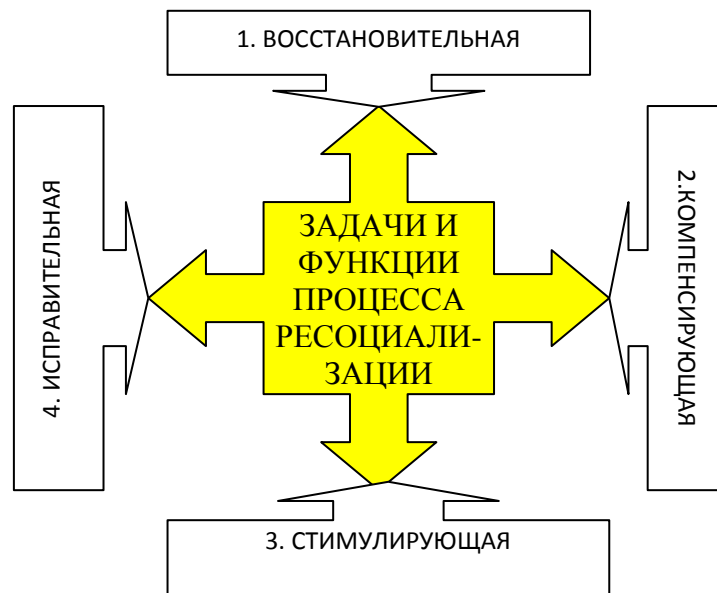 1. ВОССТАНОВИТЕЛЬНАЯ
2.КОМПЕНСИРУЮЩАЯ
ЗАДАЧИ И
ФУНКЦИИ
ПРОЦЕССА
РЕСОЦИАЛИ-
ЗАЦИИ
4. ИСПРАВИТЕЛЬНАЯ
3. СТИМУЛИРУЮЩАЯ